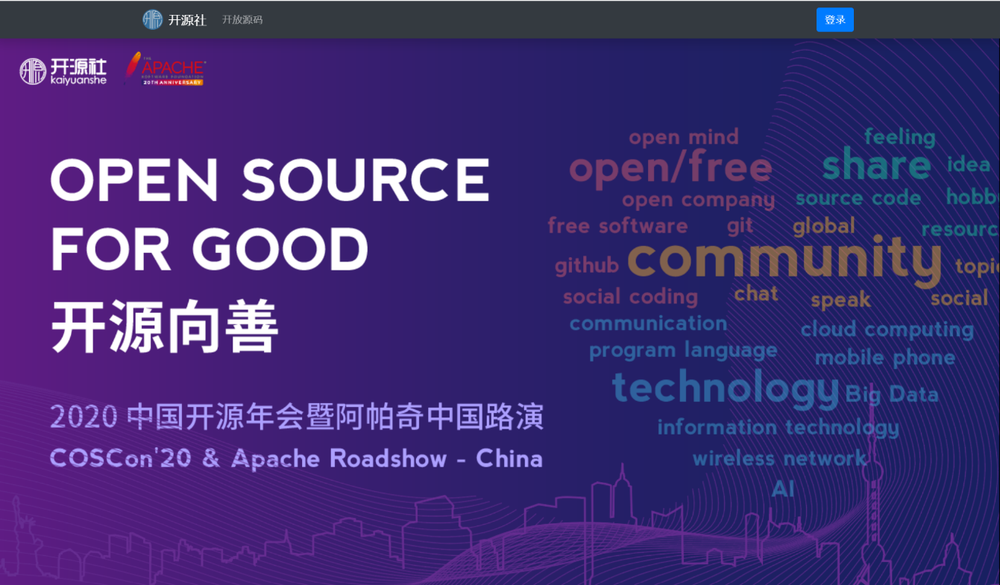 开源社 开放源码 登录
开源社
kaiyuanshe
THE
APACHE
SOFTWARE FOUNDATION
20TH ANNIVERSARY
OPEN SOURCE
FOR GOOD
开源向善
2020 中国开源年会暨阿帕奇中国路演
COSCon'20 & Apache Roadshow - China
open mind
feeling
open/free
share
idea
open company
source code
hobb
free software
git
global
resourc
github
community
topic
social coding
chat
speak
social
communication
cloud computing
program language
mobile phone
technology
Big Data
information technology
wireless network
AI